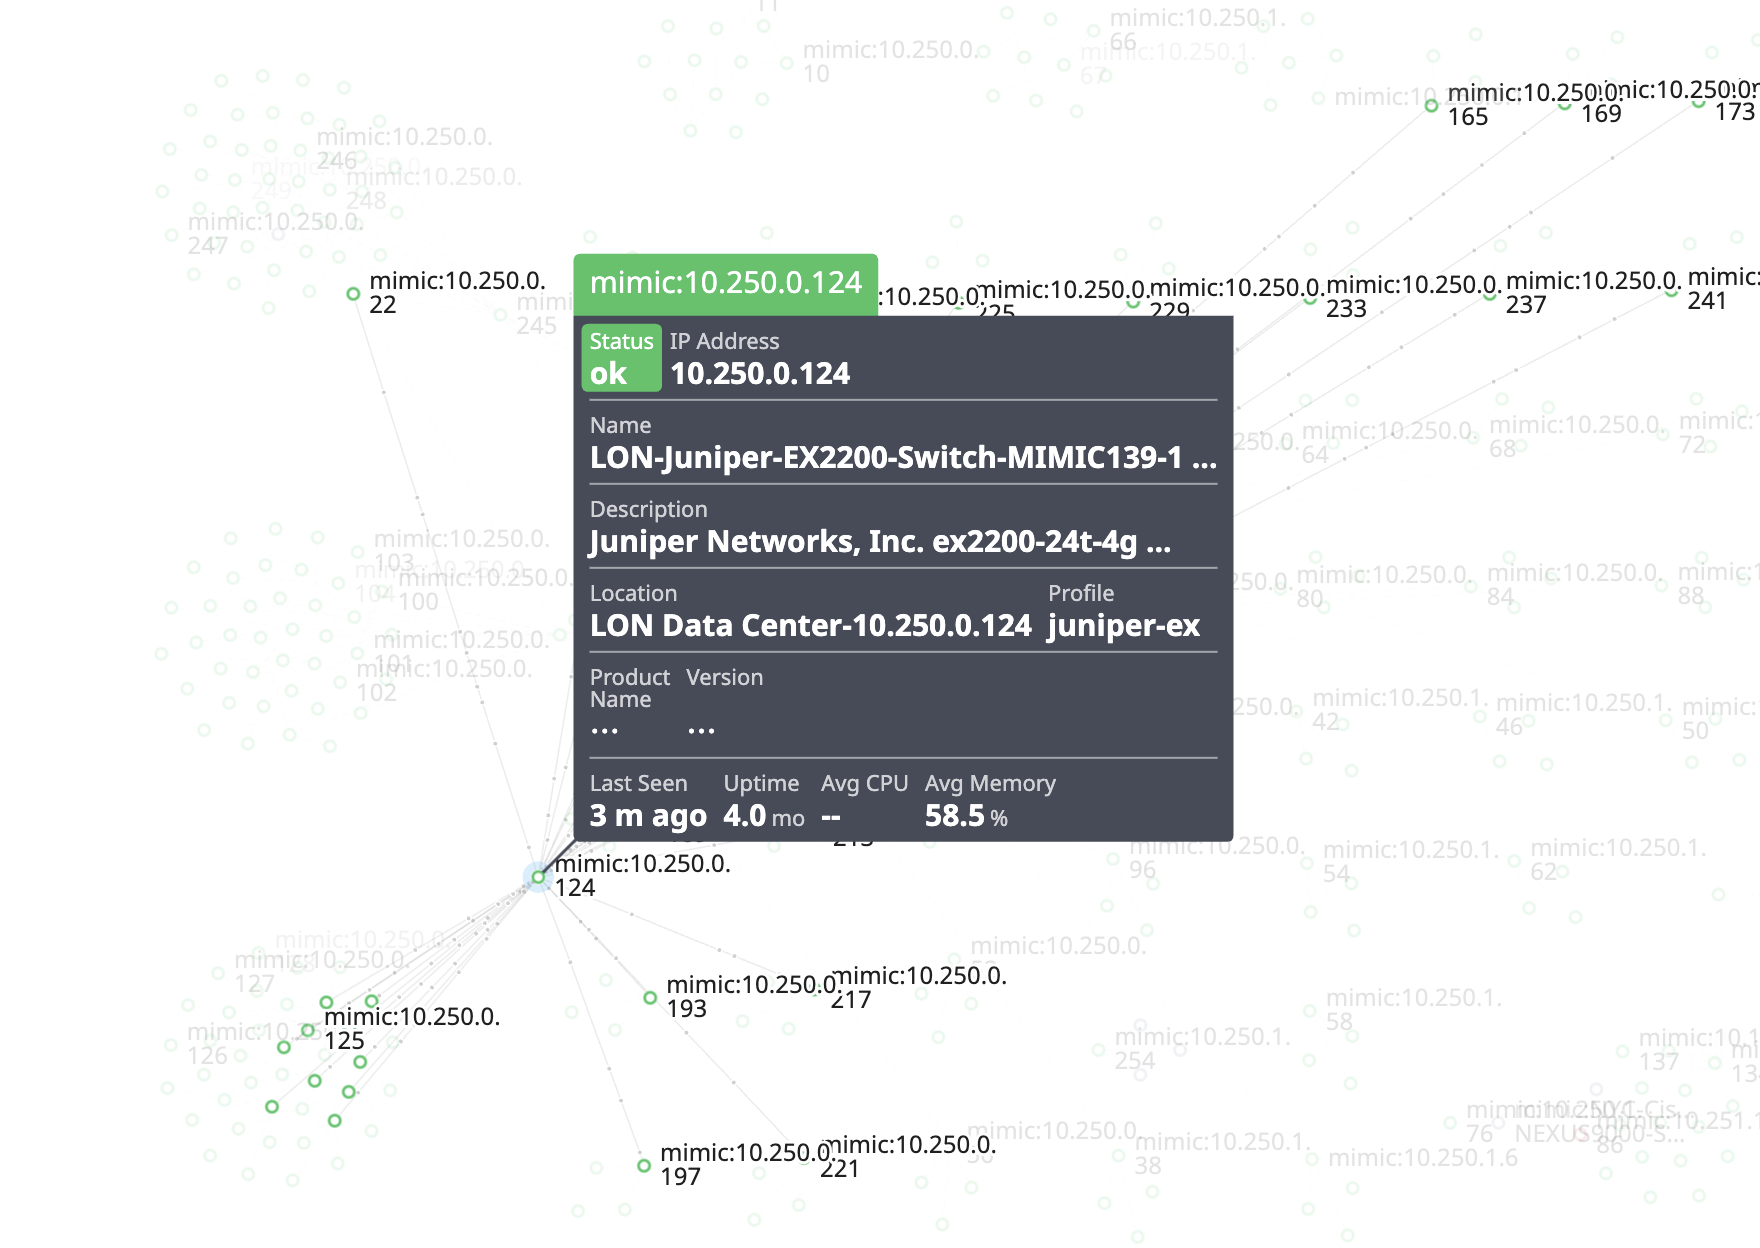 11
mimic:10.250.1.
66
mimic:10.250.1.
67
mimic:10.250.0.
10
mimic:10.250.0.
165
169
mimic:10.250.0.
173
mimic:10.250.0.
246
249
mimic:10.250.0.
248
mimic:10.250.0.
247
mimic:10.250.0.
22
245
mimic:10.250.0.124
:10.250.0.
mimic:10.250.0.
225
mimic:10.250.0.
229
mimic:10.250.0.
233
mimic:10.250.0.
237
mimic:
241
Status
ok
IP Address
10.250.0.124
Name
LON-Juniper-EX2200-Switch-MIMIC139-1 ...
Description
Juniper Networks, Inc. ex2200-24t-4g ...
Location
LON Data Center-10.250.0.124
Profile
juniper-ex
Product
Name
...
Version
...
Last Seen
3 m ago
Uptime
4.0 mo
Avg CPU
--
Avg Memory
58.5 %
mimic:10.250.0.
64
mimic:10.250.0.
68
mimic:
72
mimic:10.250.0.
103
104
mimic:10.250.0.
100
mimic:10.250.0.
101
mimic:10.250.0.
102
mimic:10.250.0.
80
mimic:10.250.0.
84
mimic:1
88
250.0.
mimic:10.250.1.
42
mimic:10.250.1.
46
mimic:
50
mimic:10.250.0.
96
mimic:10.250.1.
54
mimic:10.250.1.
62
213
mimic:10.250.0.
124
mimic:10.250.0.
mimic:10.250.0.
127
mimic:10.250.0.
125
126
mimic:10.250.0.
193
mimic:10.250.0.
217
mimic:10.250.0.
mimic:10.250.1.
58
mimic:10.250.1.
254
mimic:10.1
137
134
mimic:10.250.1.
76
NEXUS9000-S...
mimic:10.251.1
86
mimic:10.250.0.
197
mimic:10.250.0.
221
mimic:10.250.0.
mimic:10.250.1.
38
mimic:10.250.1.6